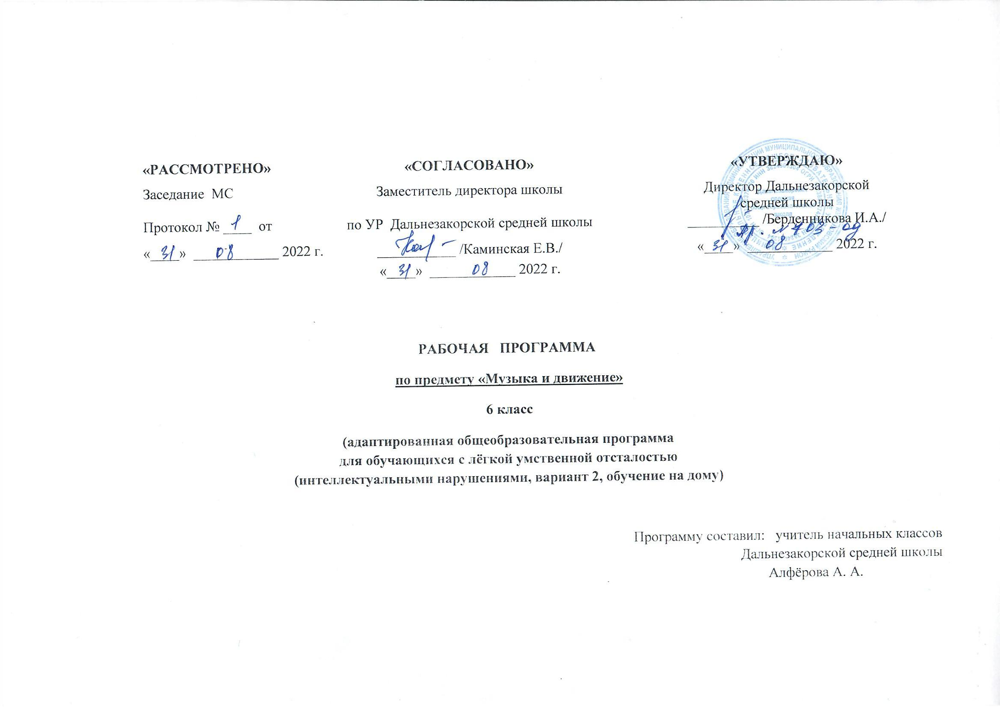 «РАССМОТРЕНО»
Заседание МС
Протокол № 1 от
«31» 08 2022 г.
«СОГЛАСОВАНО»
Заместитель директора школы
по УР Дальнезакорской средней школы
/Каминская Е.В./
«31» 08 2022 г.
«УТВЕРЖДАЮ»
Директор Дальнезакорской
средней школы
/Берденникова И.А./
Пр. № 103-од
«31» 08 2022 г.
РАБОЧАЯ ПРОГРАММА
по предмету «Музыка и движение»
6 класс
(адаптированная общеобразовательная программа
для обучающихся с лёгкой умственной отсталостью
(интеллектуальными нарушениями, вариант 2, обучение на дому)
Программу составил: учитель начальных классов
Дальнезакорской средней школы
Алфёрова А. А.